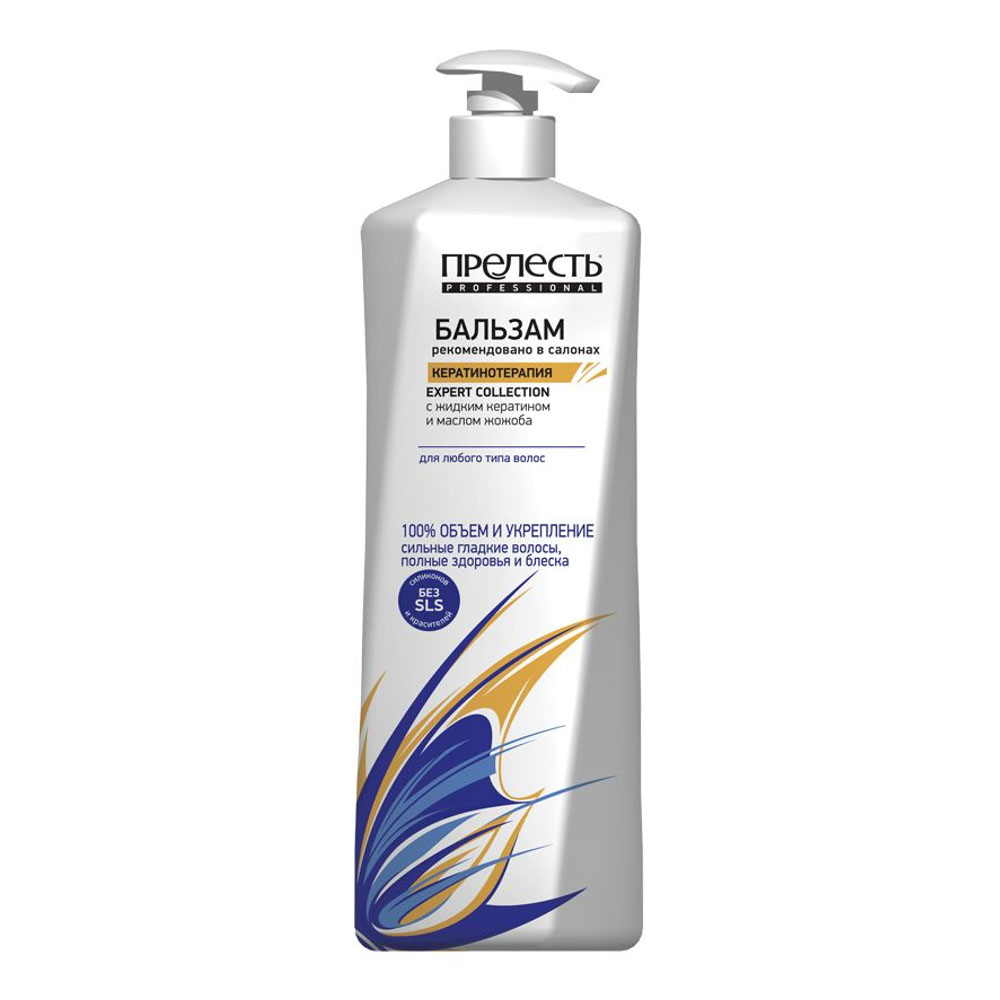 ПРЕЛЕСТЬ
PROFESSIONAL
БАЛЬЗАМ
рекомендовано в салонах
КЕРАТИНОТЕРАПИЯ
EXPERT COLLECTION
с жидким кератином
и маслом жожоба
для любого типа волос
100% ОБЪЕМ И УКРЕПЛЕНИЕ
сильные гладкие волосы,
полные здоровья и блеска
силиконов
БЕЗ
SLS
и красителей